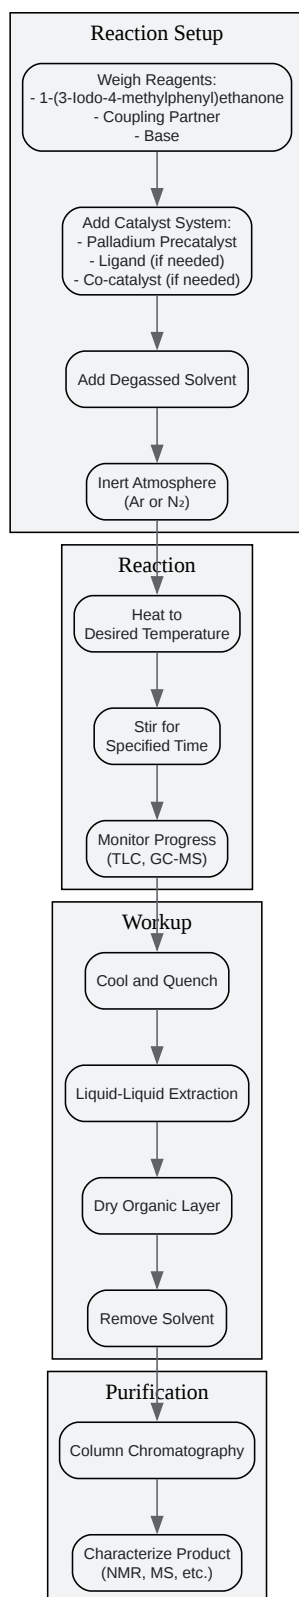 Reaction Setup
Weigh Reagents:
- 1-(3-Iodo-4-methylphenyl)ethanone
- Coupling Partner
- Base
Add Catalyst System:
- Palladium Precatalyst
- Ligand (if needed)
- Co-catalyst (if needed)
Add Degassed Solvent
Inert Atmosphere
(Ar or N₂)
Reaction
Heat to
Desired Temperature
Stir for
Specified Time
Monitor Progress
(TLC, GC-MS)
Workup
Cool and Quench
Liquid-Liquid Extraction
Dry Organic Layer
Remove Solvent
Purification
Column Chromatography
Characterize Product
(NMR, MS, etc.)